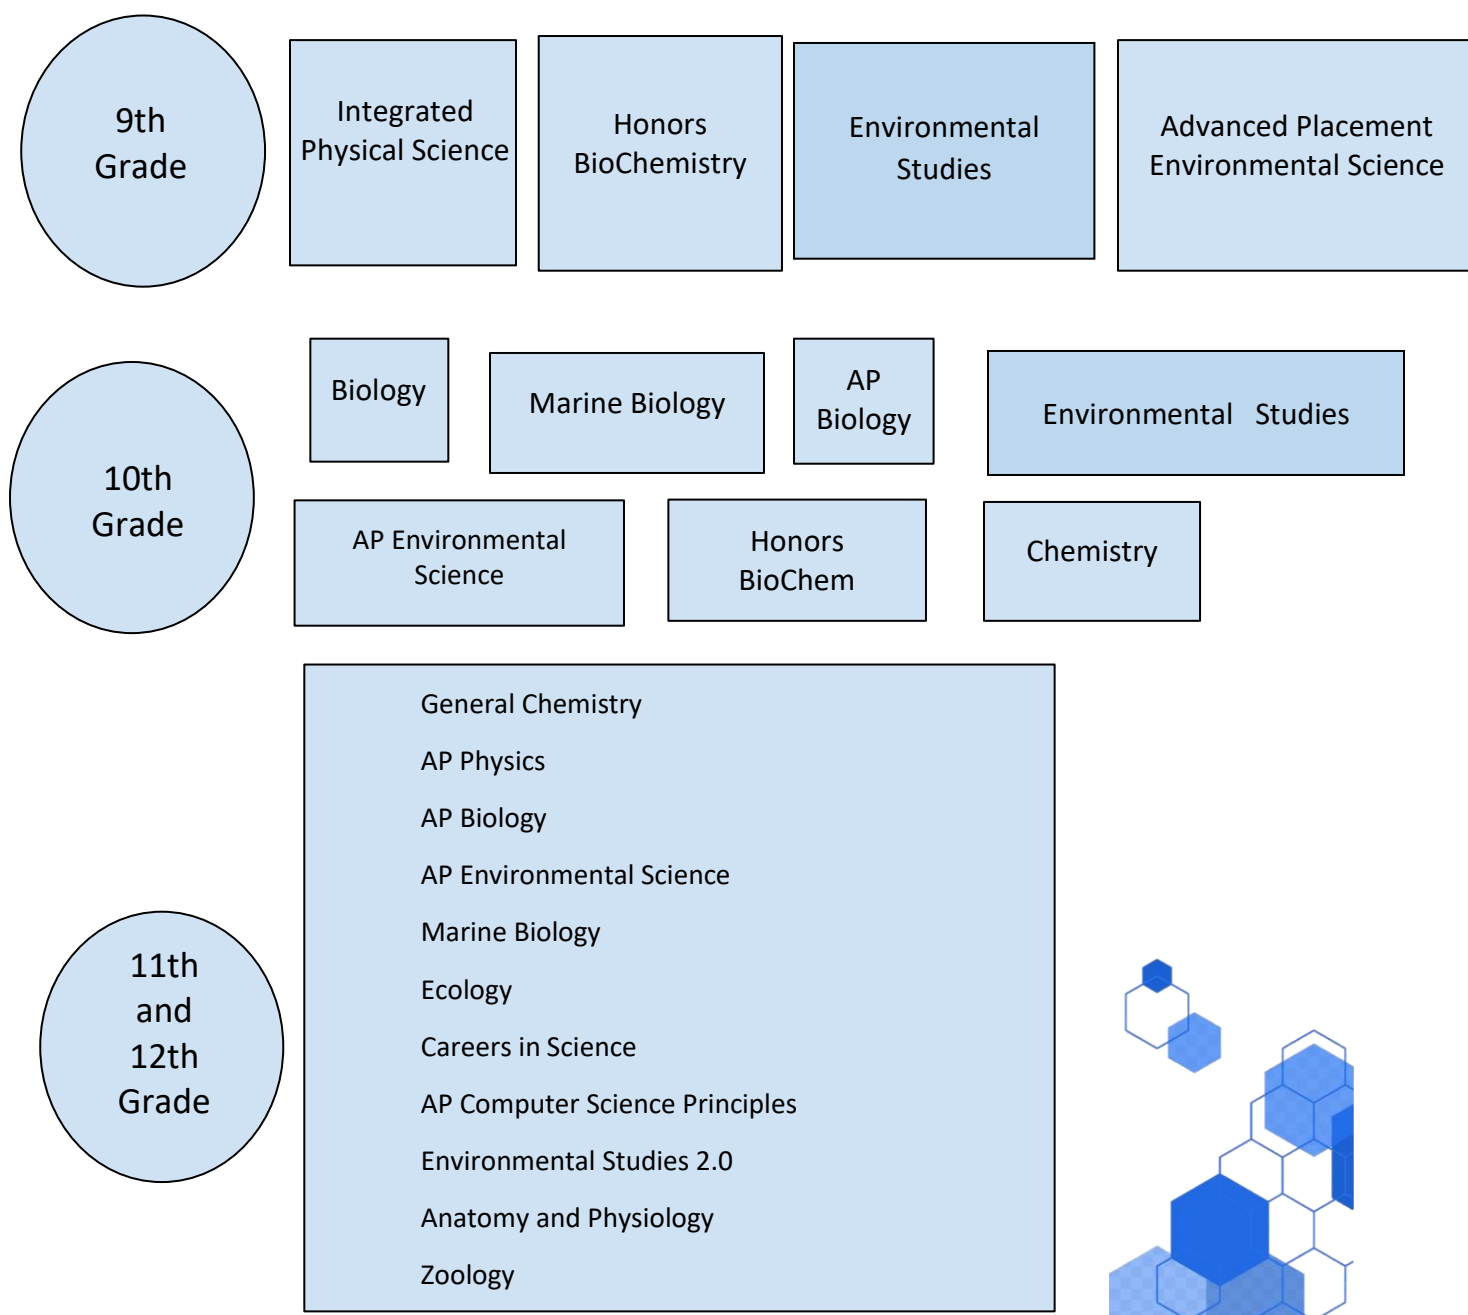 9th
Grade
Integrated
Physical Science
Honors
BioChemistry
Environmental
Studies
Advanced Placement
Environmental Science
10th
Grade
Biology
Marine Biology
AP
Biology
Environmental Studies
AP Environmental
Science
Honors
BioChem
Chemistry
11th
and
12th
Grade
General Chemistry
AP Physics
AP Biology
AP Environmental Science
Marine Biology
Ecology
Careers in Science
AP Computer Science Principles
Environmental Studies 2.0
Anatomy and Physiology
Zoology